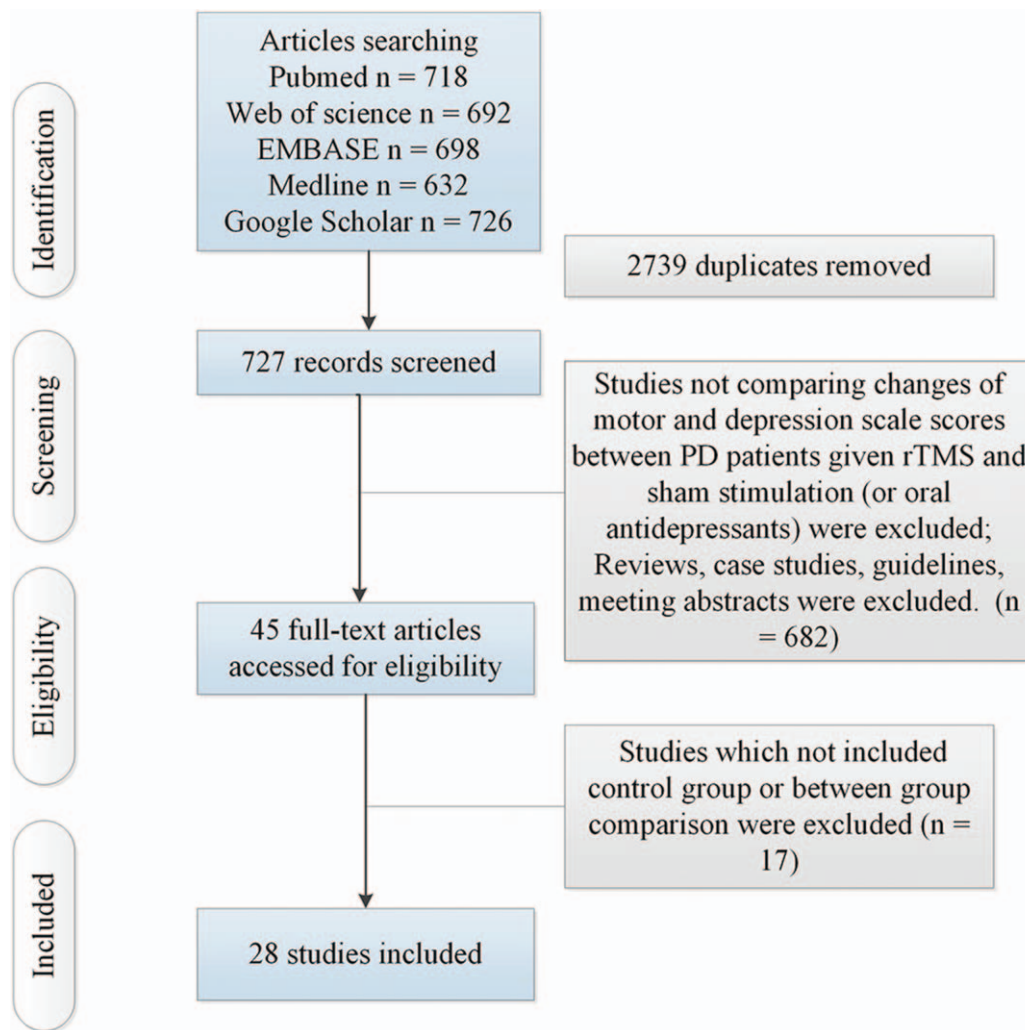 Identification
Articles searching
Pubmed n = 718
Web of science n = 692
EMBASE n = 698
Medline n = 632
Google Scholar n = 726
2739 duplicates removed
Screening
727 records screened
Studies not comparing changes of
motor and depression scale scores
between PD patients given rTMS and
sham stimulation (or oral
antidepressants) were excluded;
Reviews, case studies, guidelines,
meeting abstracts were excluded. (n
= 682)
Eligibility
45 full-text articles
accessed for eligibility
Studies which not included
control group or between group
comparison were excluded (n =
17)
Included
28 studies included